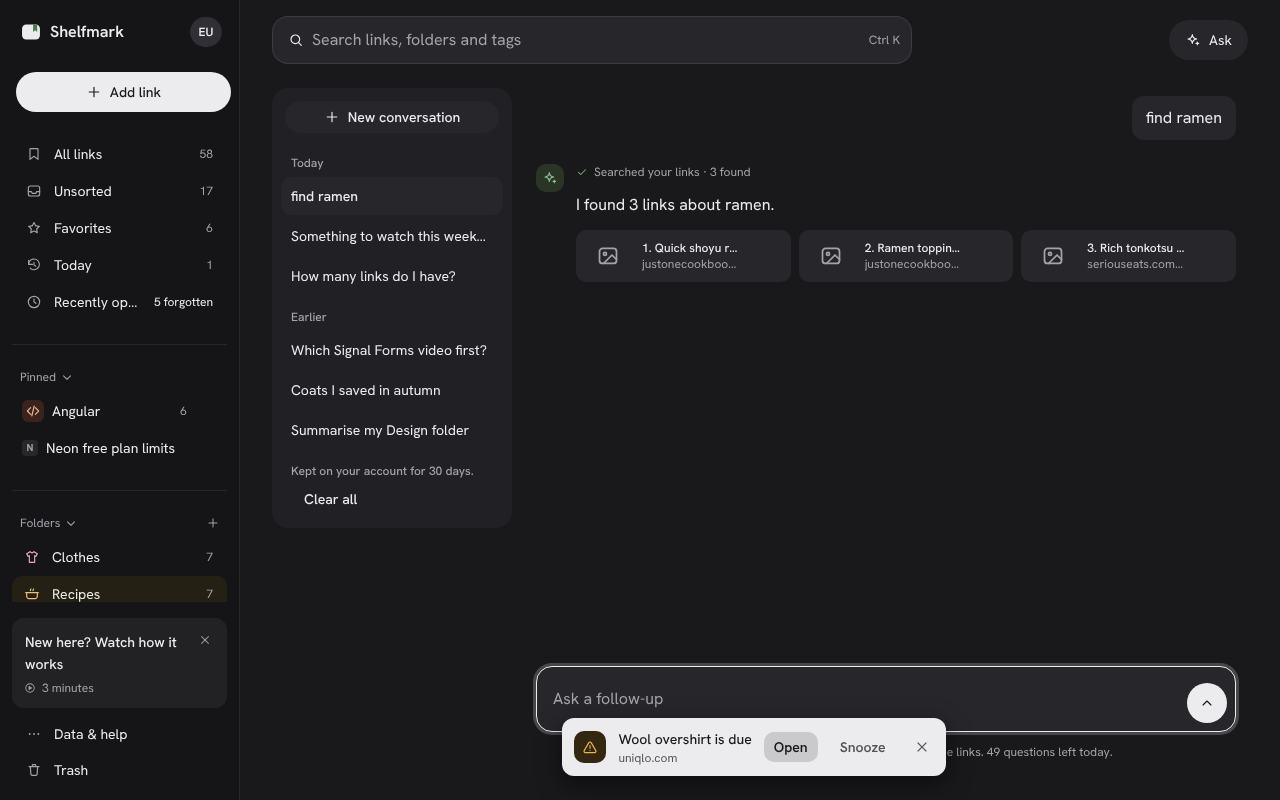 Shelfmark
EU
Add link
All links 58
Unsorted 17
Favorites 6
Today 1
Recently op... 5 forgotten
Pinned
Angular 6
N Neon free plan limits
Folders
Clothes 7
Recipes 7
New here? Watch how it
works
3 minutes
Data & help
Trash
Search links, folders and tags Ctrl K
Ask
New conversation
Today
find ramen
Something to watch this week...
How many links do I have?
Earlier
Which Signal Forms video first?
Coats I saved in autumn
Summarise my Design folder
Kept on your account for 30 days.
Clear all
find ramen
Searched your links · 3 found
I found 3 links about ramen.
1. Quick shoyu r...
justonecookboo...
2. Ramen toppin...
justonecookboo...
3. Rich tonkotsu ...
seriouseats.com...
Ask a follow-up
links. 49 questions left today.
Wool overshirt is due
uniqlo.com
Open
Snooze